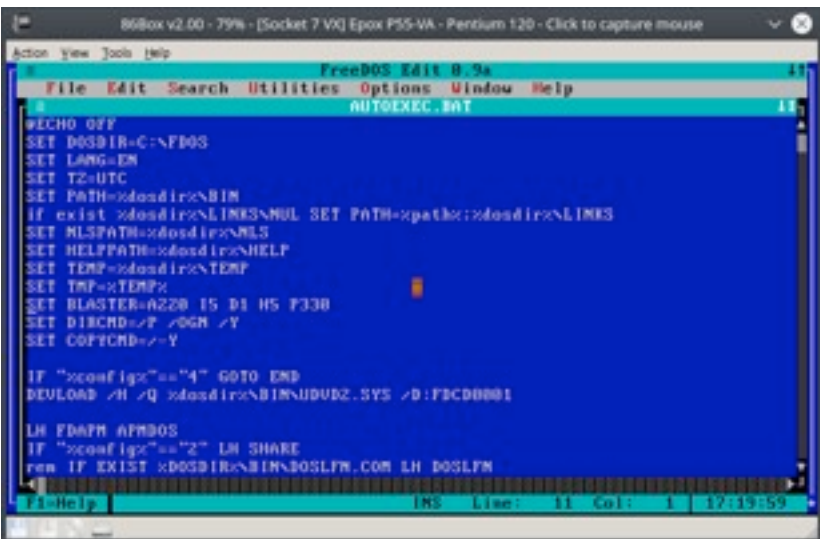 86Box v2.00 - 79% - [Socket 7 VX] Epox P55-VA - Pentium 120 - Click to capture mouse
Action View Tools Help
FreeDOS Edit 0.9a
File Edit Search Utilities Options Window Help
AUTOEXEC.BAT
@ECHO OFF
SET DOSDIR=C:\FDOS
SET LANG=EN
SET TZ=UTC
SET PATH=%dosdir%\BIN
if exist %dosdir%\LINKS\NUL SET PATH=%path%;%dosdir%\LINKS
SET NLSPATH=%dosdir%\NLS
SET HELPPATH=%dosdir%\HELP
SET TEMP=%dosdir%\TEMP
SET TMP=%TEMP%
SET BLASTER=A220 I5 D1 H5 P330
SET DIRCMD=/P /OGN /Y
SET COPYCMD=/-Y
IF "%config%"=="4" GOTO END
DEVLOAD /H /Q %dosdir%\BIN\UDVD2.SYS /D:FDCD0001
LH FDAPM APMDOS
IF "%config%"=="2" LH SHARE
rem IF EXIST %DOSDIR%\BIN\DOSLFN.COM LH DOSLFN
F1=Help INS Line: 11 Col: 1 17:19:59